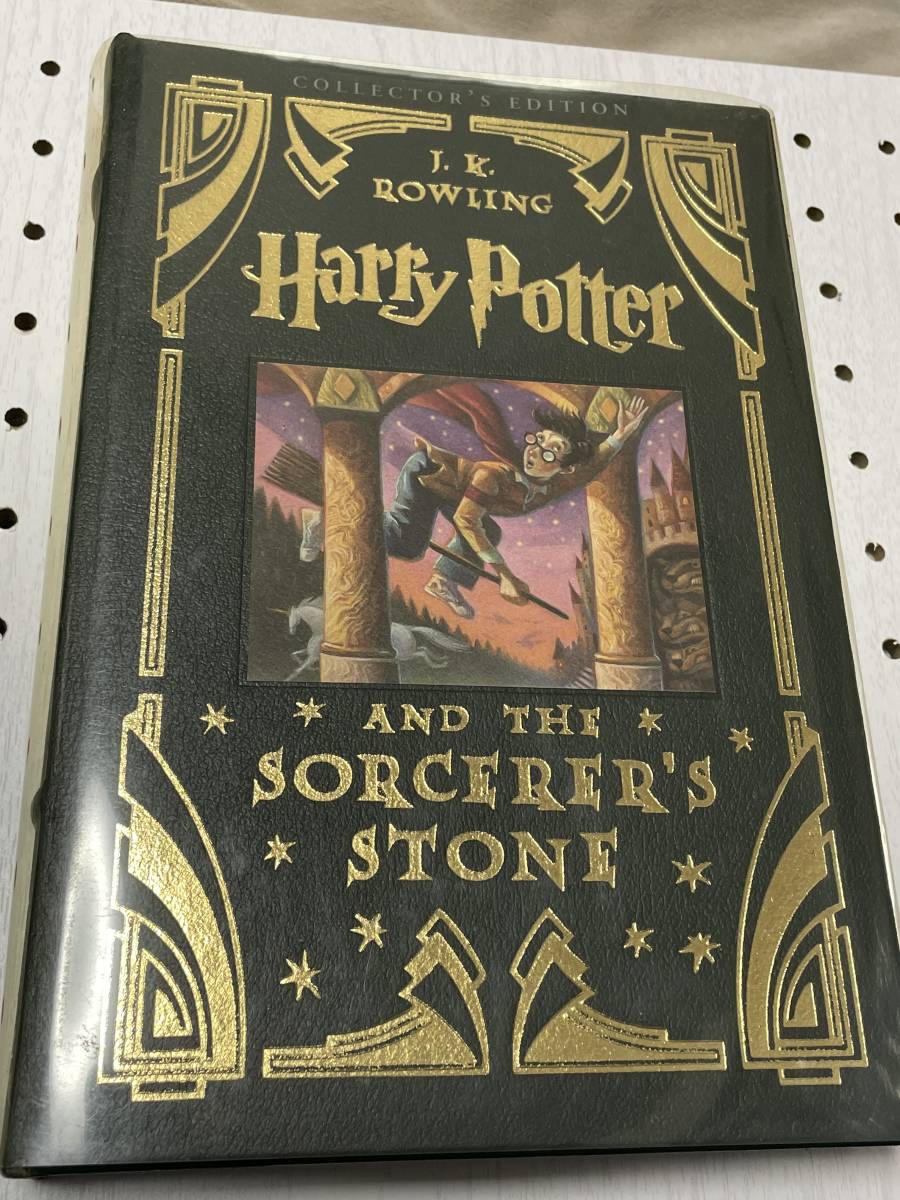 COLLECTOR'S EDITION
J. K.
ROWLING
Harry Potter
AND THE
SORCERER'S
STONE